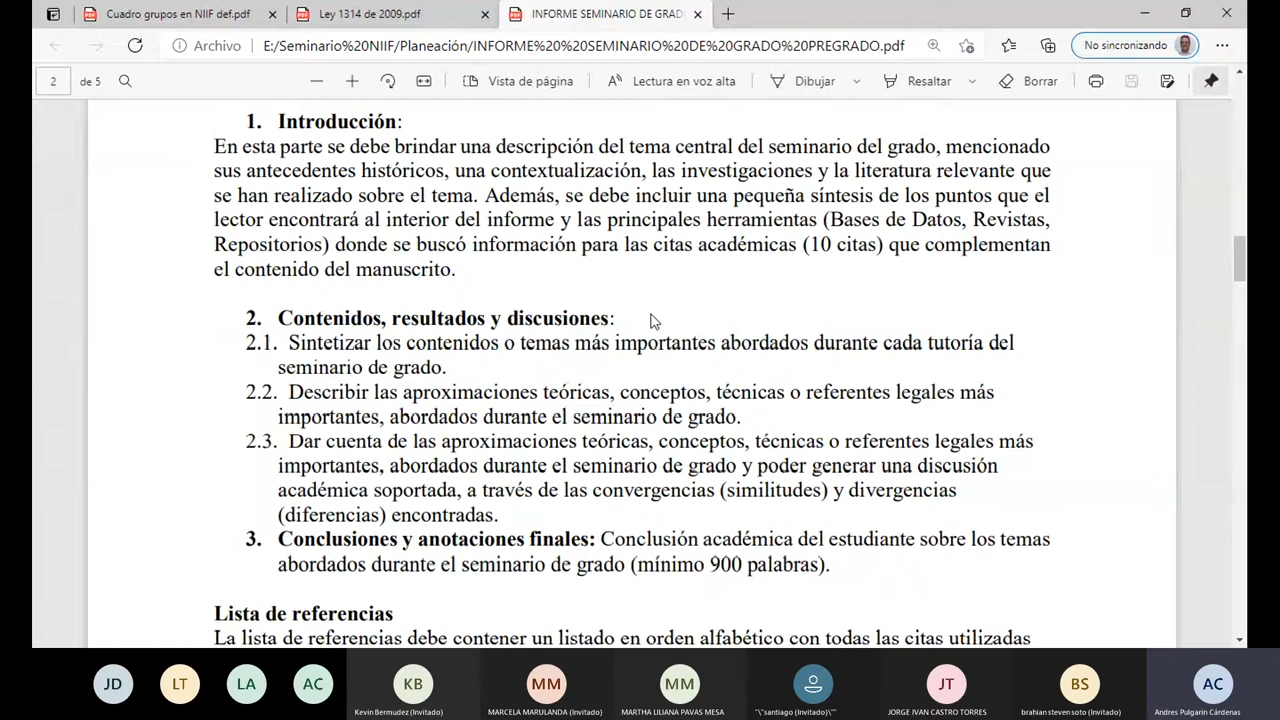 Cuadro grupos en NIIF def.pdf
Ley 1314 de 2009.pdf
INFORME SEMINARIO DE GRAD
Archivo
E:/Seminario%20NIIF/Planeación/INFORME%20%20SEMINARIO%20DE%20GRADO%20PREGRADO.pdf
No sincronizando
2
de 5
Vista de página
Lectura en voz alta
Dibujar
Resaltar
Borrar
1. Introducción:
En esta parte se debe brindar una descripción del tema central del seminario del grado, mencionado
sus antecedentes históricos, una contextualización, las investigaciones y la literatura relevante que
se han realizado sobre el tema. Además, se debe incluir una pequeña síntesis de los puntos que el
lector encontrará al interior del informe y las principales herramientas (Bases de Datos, Revistas,
Repositorios) donde se buscó información para las citas académicas (10 citas) que complementan
el contenido del manuscrito.
2. Contenidos, resultados y discusiones:
2.1. Sintetizar los contenidos o temas más importantes abordados durante cada tutoría del
seminario de grado.
2.2. Describir las aproximaciones teóricas, conceptos, técnicas o referentes legales más
importantes, abordados durante el seminario de grado.
2.3. Dar cuenta de las aproximaciones teóricas, conceptos, técnicas o referentes legales más
importantes, abordados durante el seminario de grado y poder generar una discusión
académica soportada, a través de las convergencias (similitudes) y divergencias
(diferencias) encontradas.
3. Conclusiones y anotaciones finales: Conclusión académica del estudiante sobre los temas
abordados durante el seminario de grado (mínimo 900 palabras).
Lista de referencias
La lista de referencias debe contener un listado en orden alfabético con todas las citas utilizadas
JD
LT
LA
AC
KB
Kevin Bermudez (Invitado)
MM
MARCELA MARULANDA (Invitado)
MM
MARTHA LILIANA PAVAS MESA
"\"santiago (Invitado)\""
JT
JORGE IVAN CASTRO TORRES
BS
brahian steven soto (Invitado)
AC
Andres Pulgarin Cárdenas